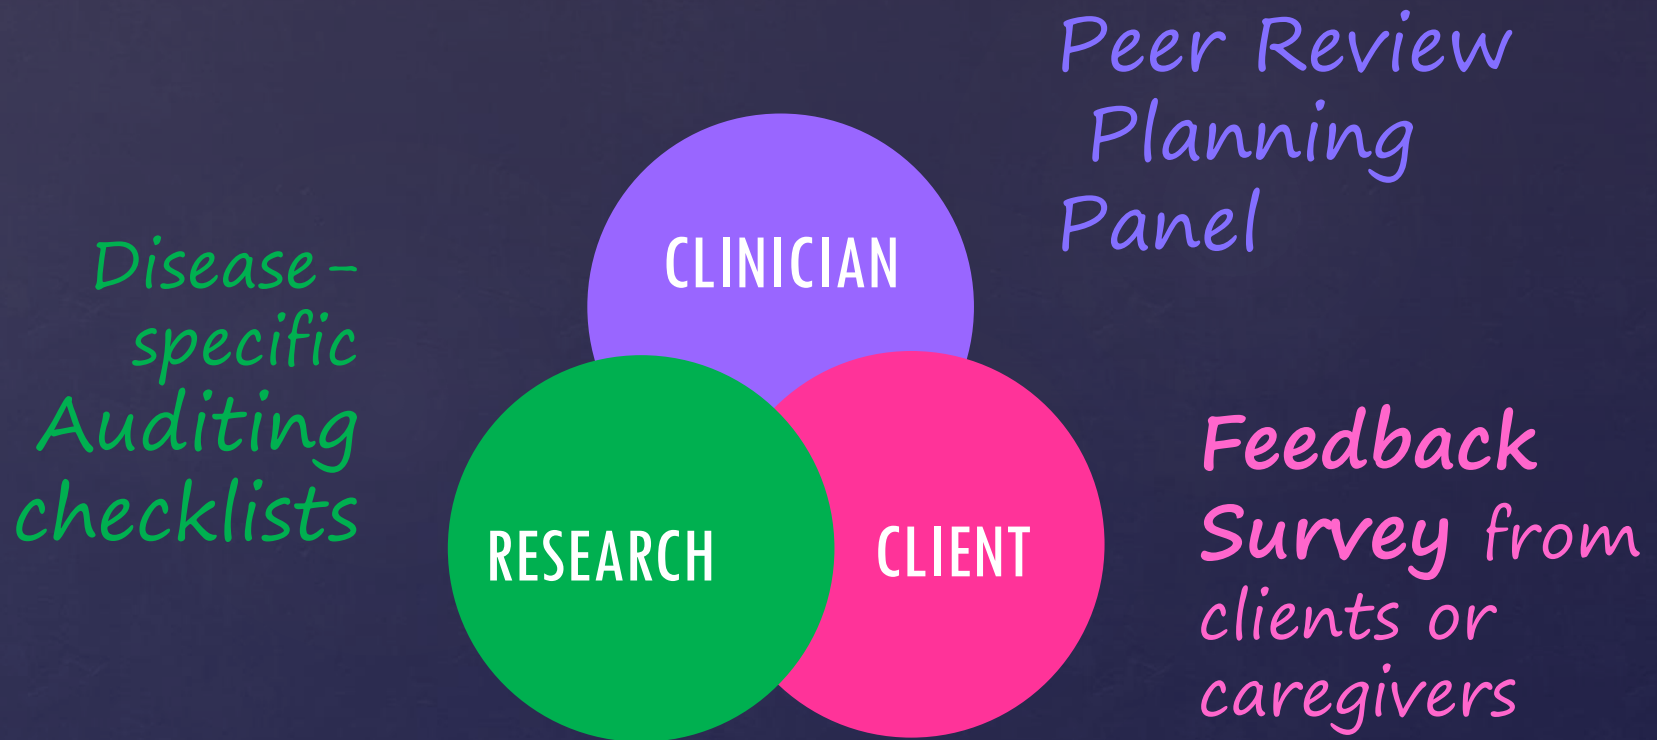 Peer Review
Planning
Panel
CLINICIAN
Disease-
specific
Auditing
checklists
RESEARCH
CLIENT
Feedback
Survey from
clients or
caregivers